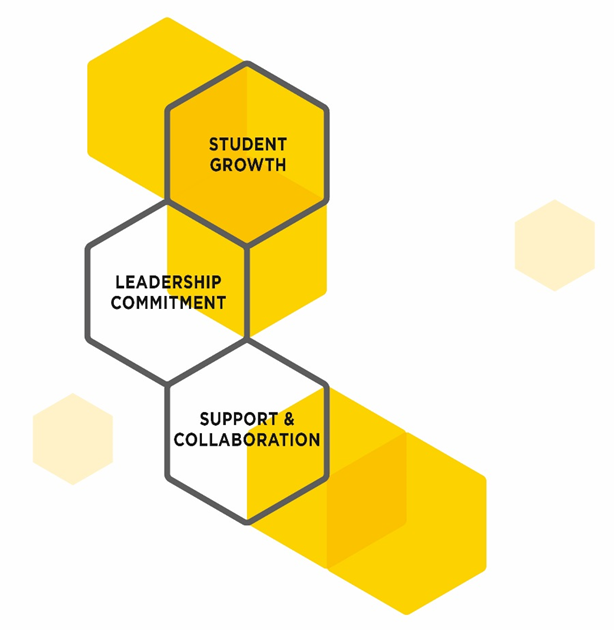 STUDENT
GROWTH
LEADERSHIP
COMMITMENT
SUPPORT &
COLLABORATION